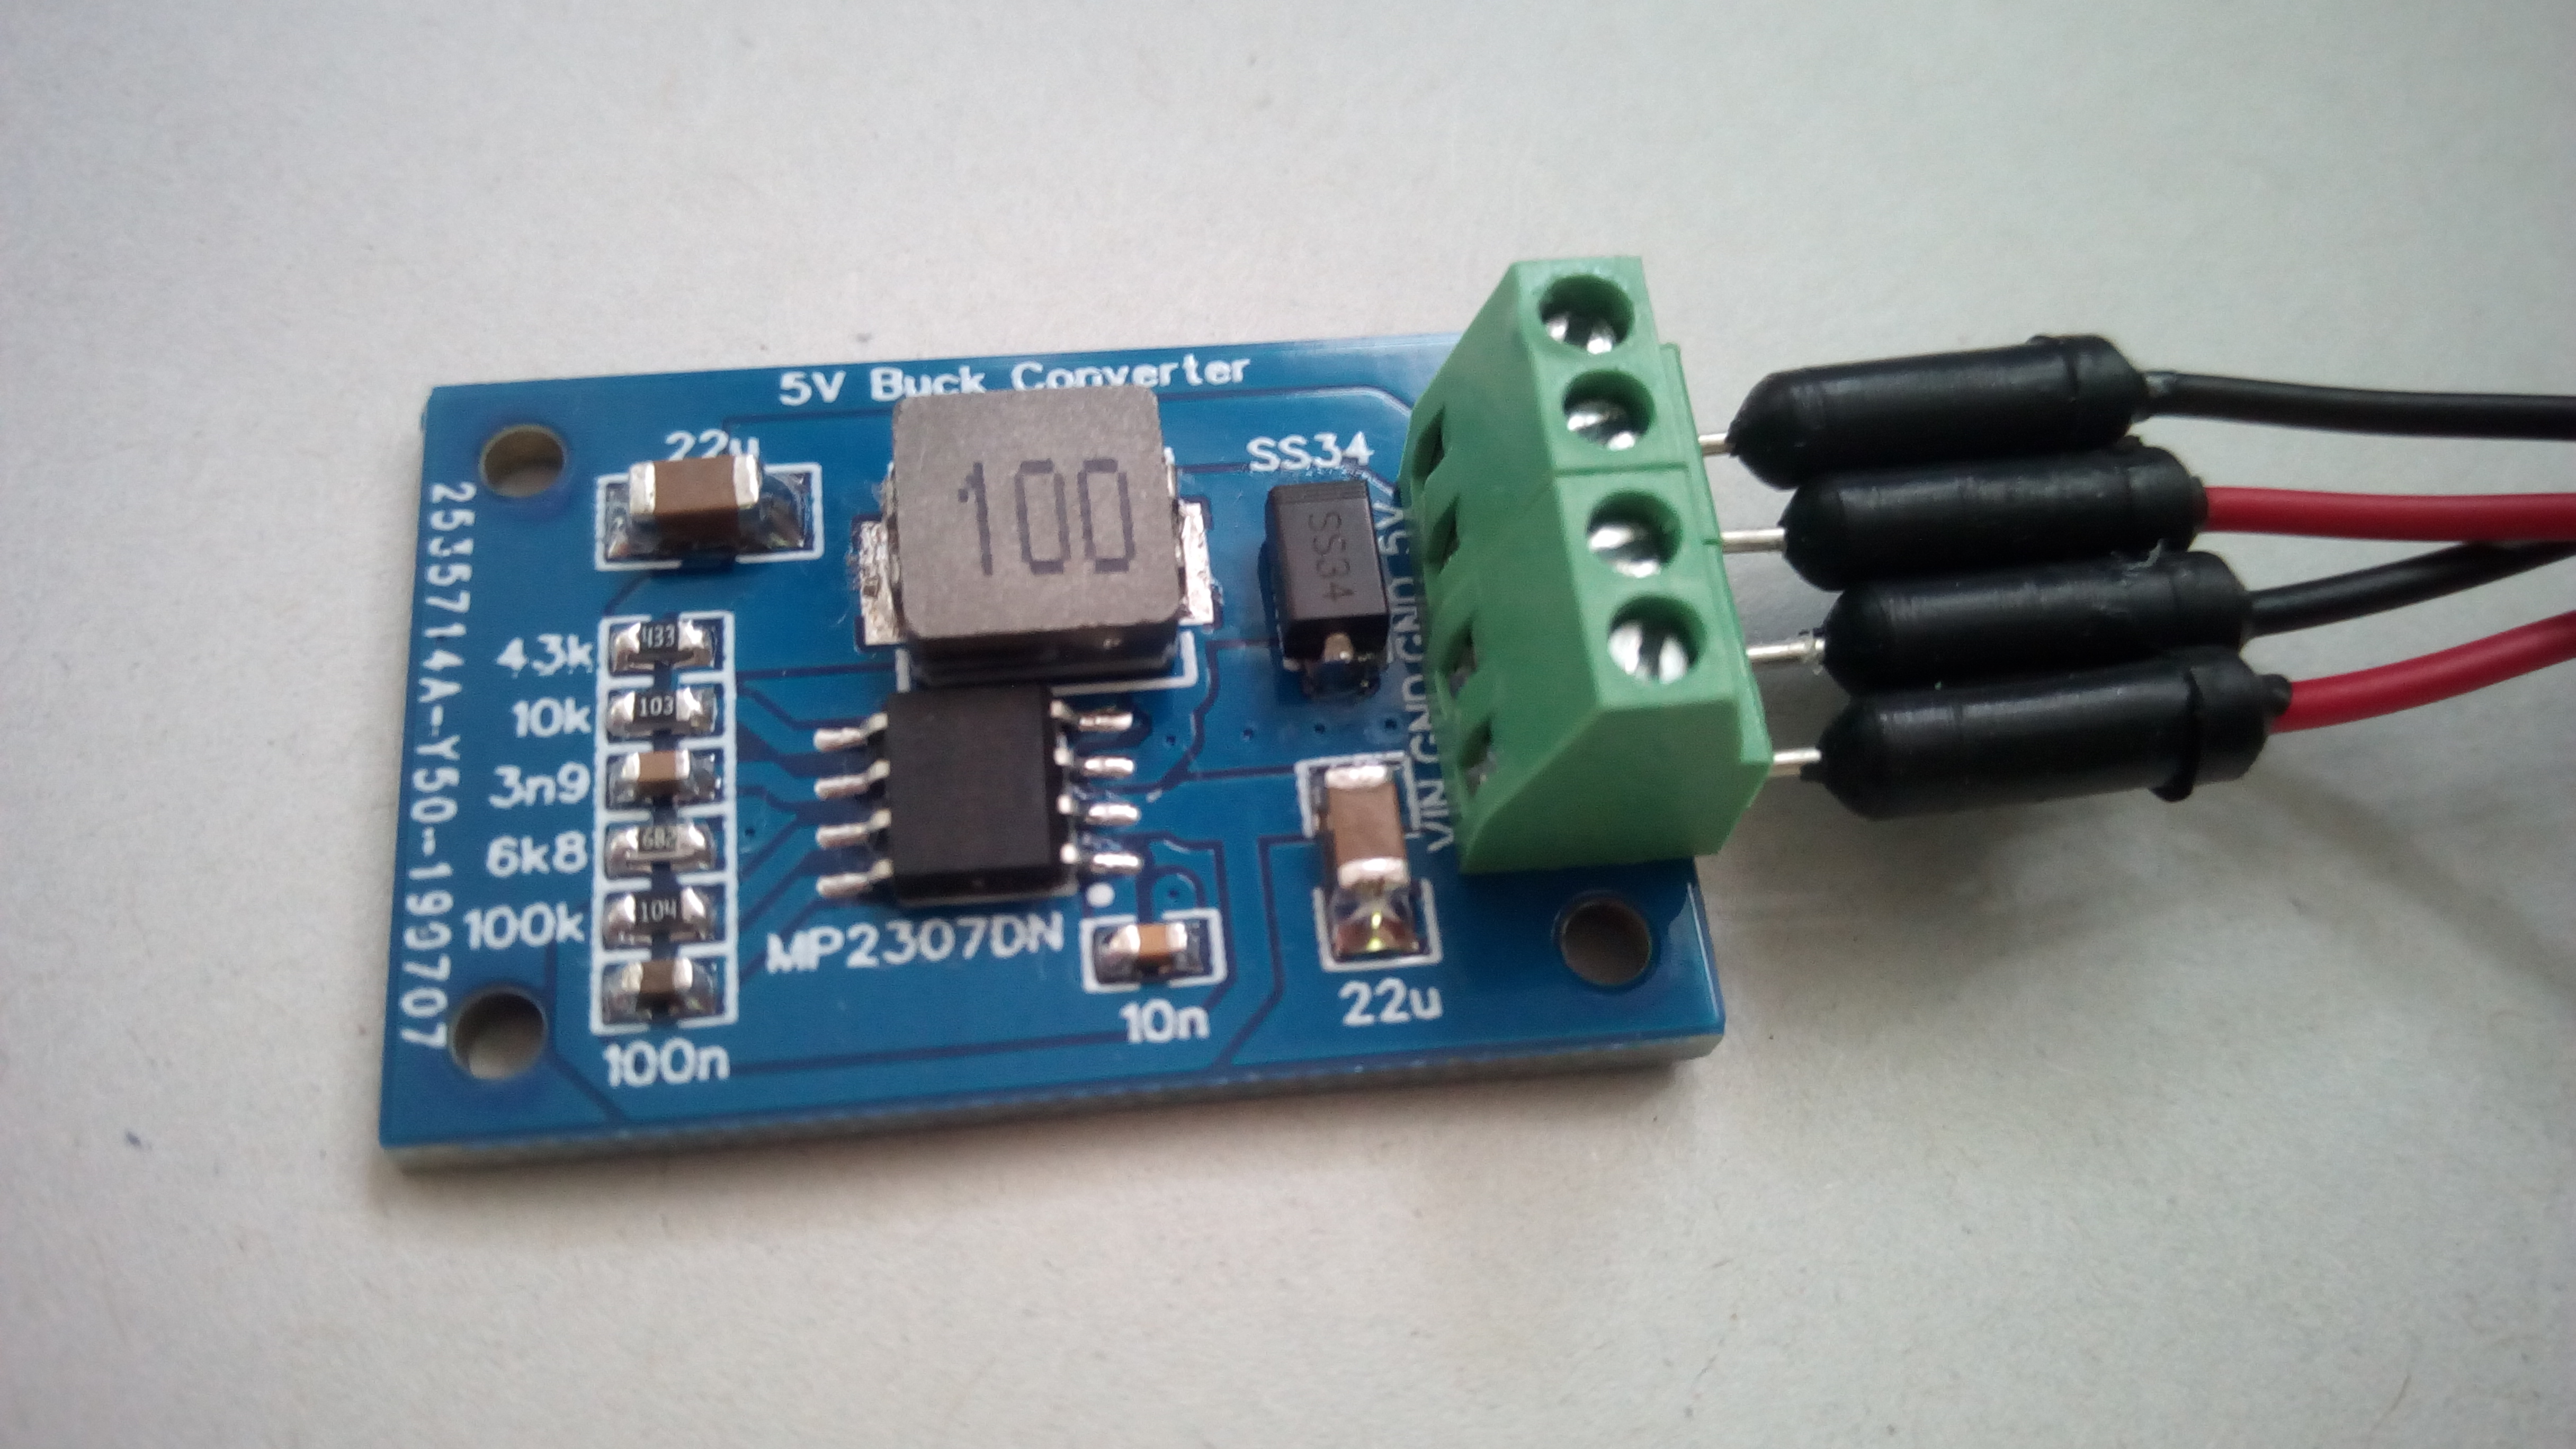 5V Buck Converter
22u
100
SS34
SS34
2535714A-Y50-190707
43k
433
10k
103
3n9
6k8
682
100k
104
100n
MP2307DN
10n
22u
VIN GND GND 5V